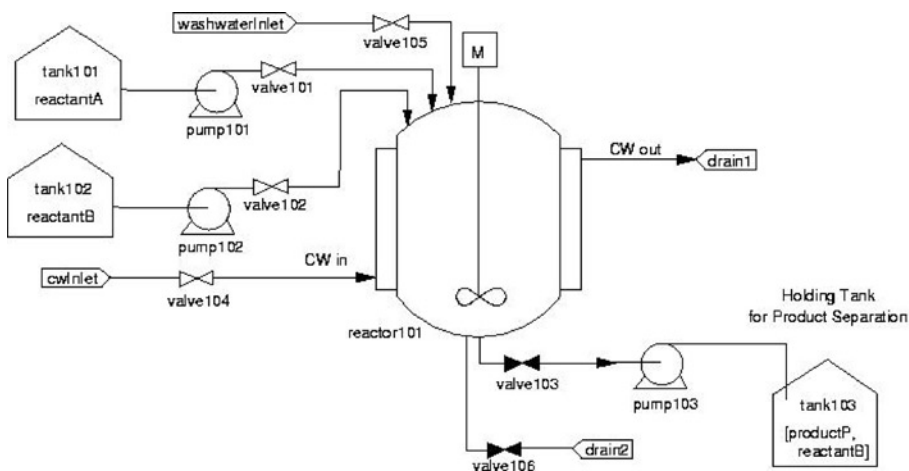 washwaterInlet
valve105
M
tank101
reactantA
valve101
pump101
CW out
drain1
tank102
reactantB
valve102
pump102
CW in
cwInlet
valve104
Holding Tank
for Product Separation
reactor101
valve103
pump103
tank103
[productP,
reactantB]
drain2
valve106